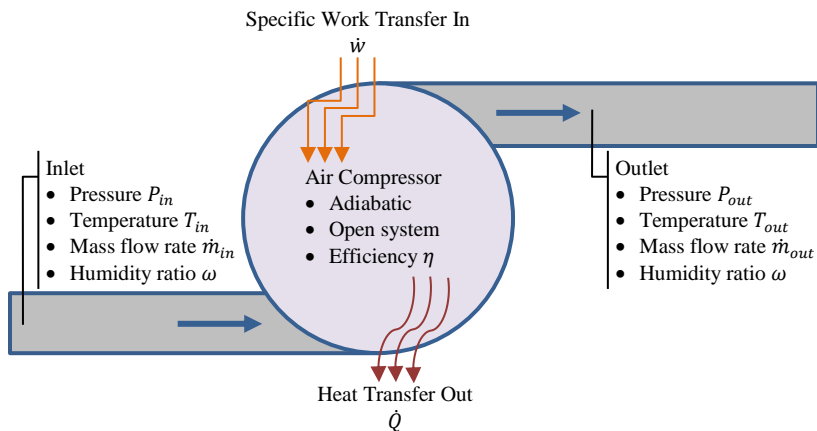 Specific Work Transfer In
ẇ
Inlet
• Pressure P_in
• Temperature T_in
• Mass flow rate ṁ_in
• Humidity ratio ω
Air Compressor
• Adiabatic
• Open system
• Efficiency η
Outlet
• Pressure P_out
• Temperature T_out
• Mass flow rate ṁ_out
• Humidity ratio ω
Heat Transfer Out
Q̇